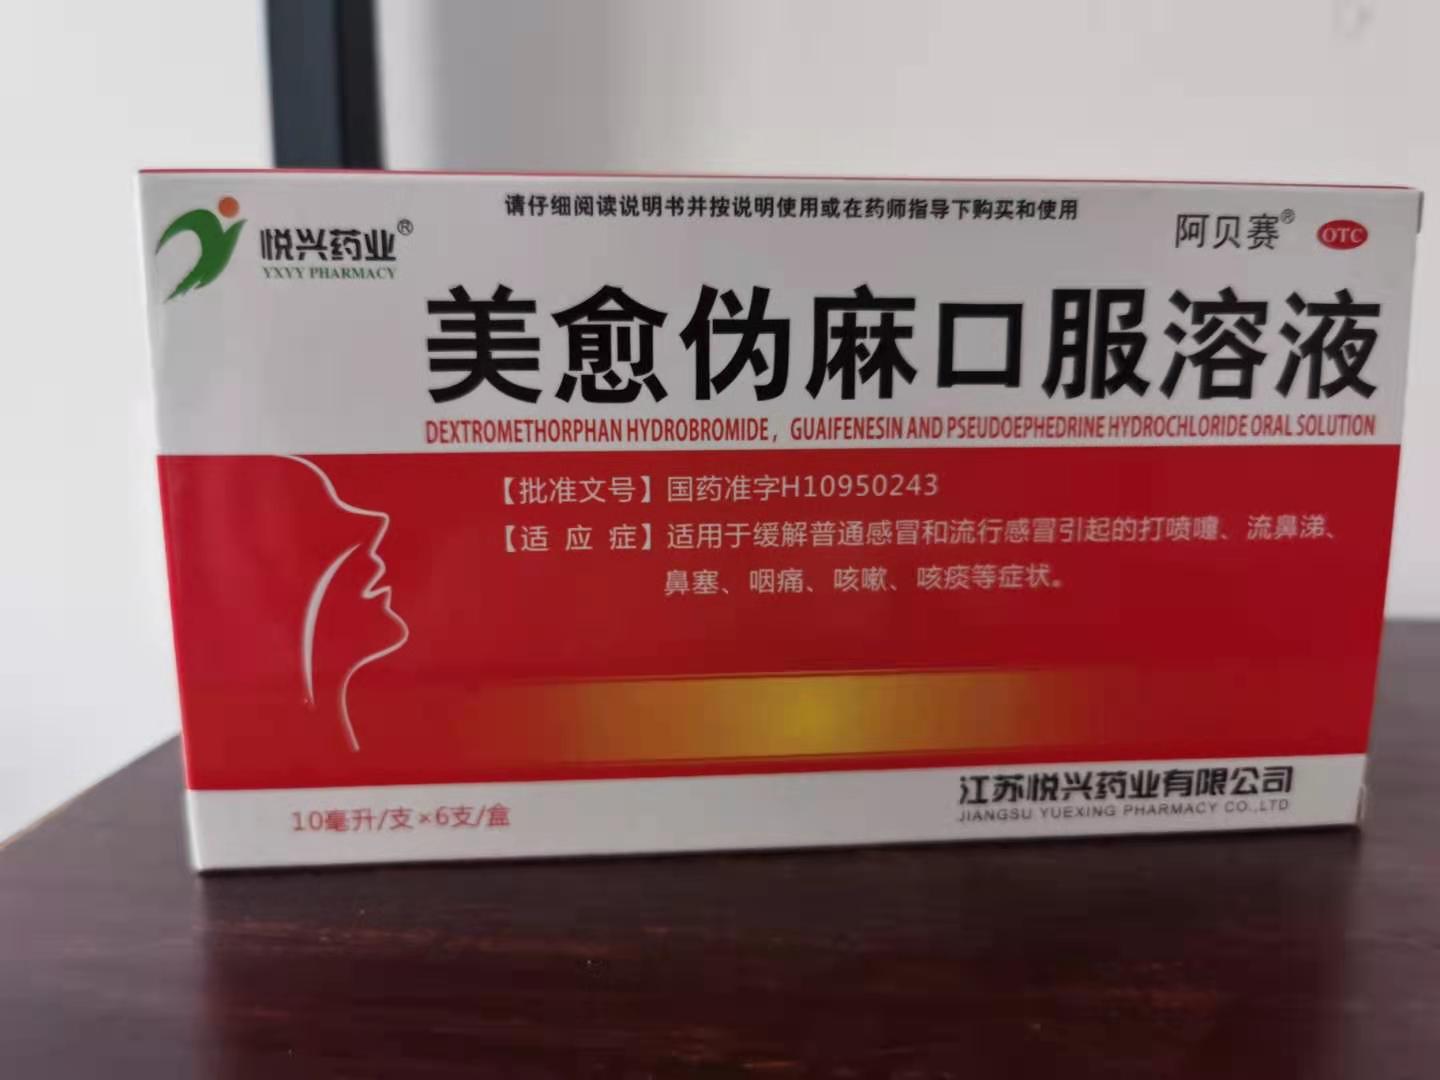 请仔细阅读说明书并按说明使用或在药师指导下购买和使用
悦兴药业®
YXYY PHARMACY
阿贝赛®
OTC
美愈伪麻口服溶液
DEXTROMETHORPHAN HYDROBROMIDE, GUAIFENESIN AND PSEUDOEPHEDRINE HYDROCHLORIDE ORAL SOLUTION
【批准文号】国药准字H10950243
【适 应 症】适用于缓解普通感冒和流行感冒引起的打喷嚏、流鼻涕、
鼻塞、咽痛、咳嗽、咳痰等症状。
10毫升/支×6支/盒
江苏悦兴药业有限公司
JIANGSU YUEXING PHARMACY CO.,LTD